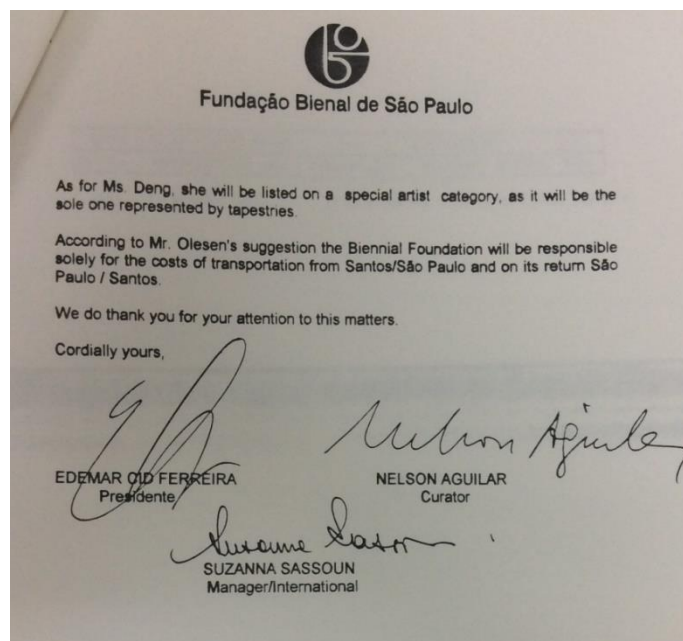 Fundação Bienal de São Paulo
As for Ms. Deng, she will be listed on a special artist category, as it will be the
sole one represented by tapestries.
According to Mr. Olesen's suggestion the Biennial Foundation will be responsible
solely for the costs of transportation from Santos/São Paulo and on its return São
Paulo / Santos.
We do thank you for your attention to this matters.
Cordially yours,
Nelson Aguilar
EDEMAR CID FERREIRA
NELSON AGUILAR
Presidente
Curator
Suzanna Sassoun
SUZANNA SASSOUN
Manager/International